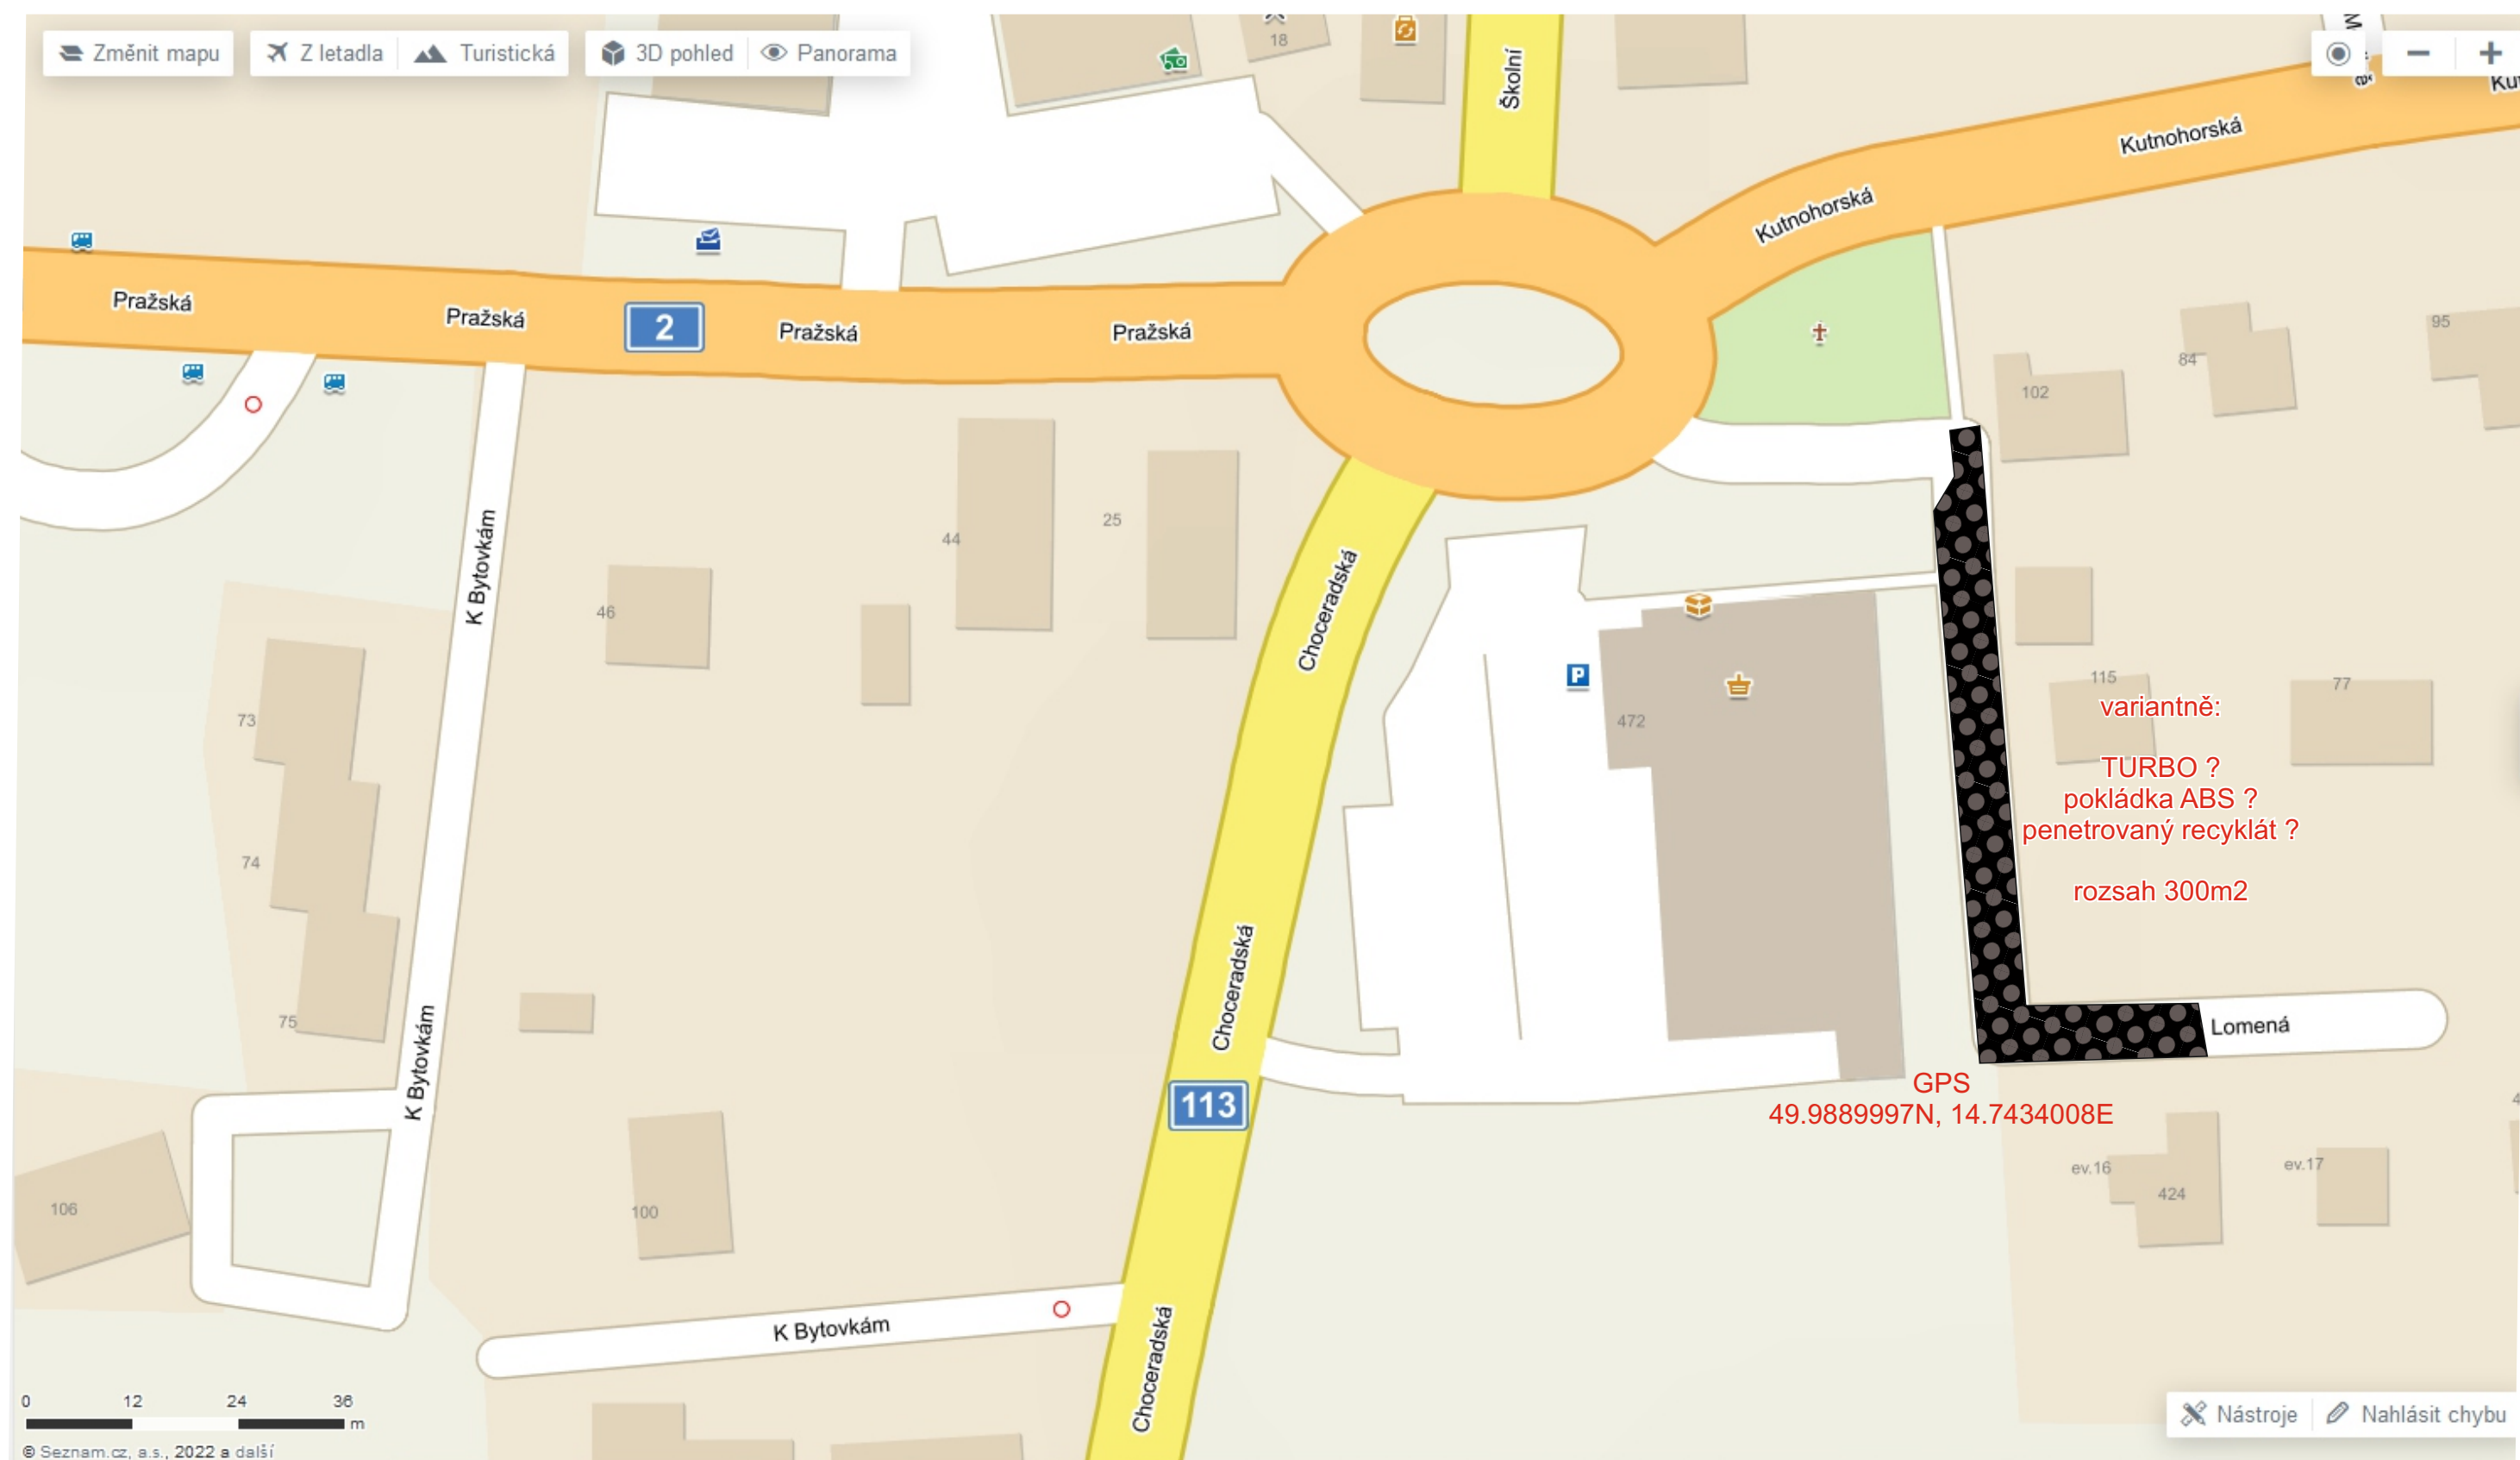 Změnit mapu
Z letadla
Turistická
3D pohled
Panorama
18
Školní
Kutnohorská
Kutnohorská
Pražská
Pražská
2
Pražská
Pražská
95
84
102
K Bytovkám
44
25
46
Choceradská
P
115
73
472
77
variantně:
TURBO ?
pokládka ABS ?
penetrovaný recyklát ?
rozsah 300m2
74
Choceradská
75
K Bytovkám
Lomená
GPS
49.9889997N, 14.7434008E
113
ev.16
ev.17
424
106
100
K Bytovkám
Choceradská
0 12 24 36
m
Nástroje
Nahlásit chybu
© Seznam.cz, a.s., 2022 a další